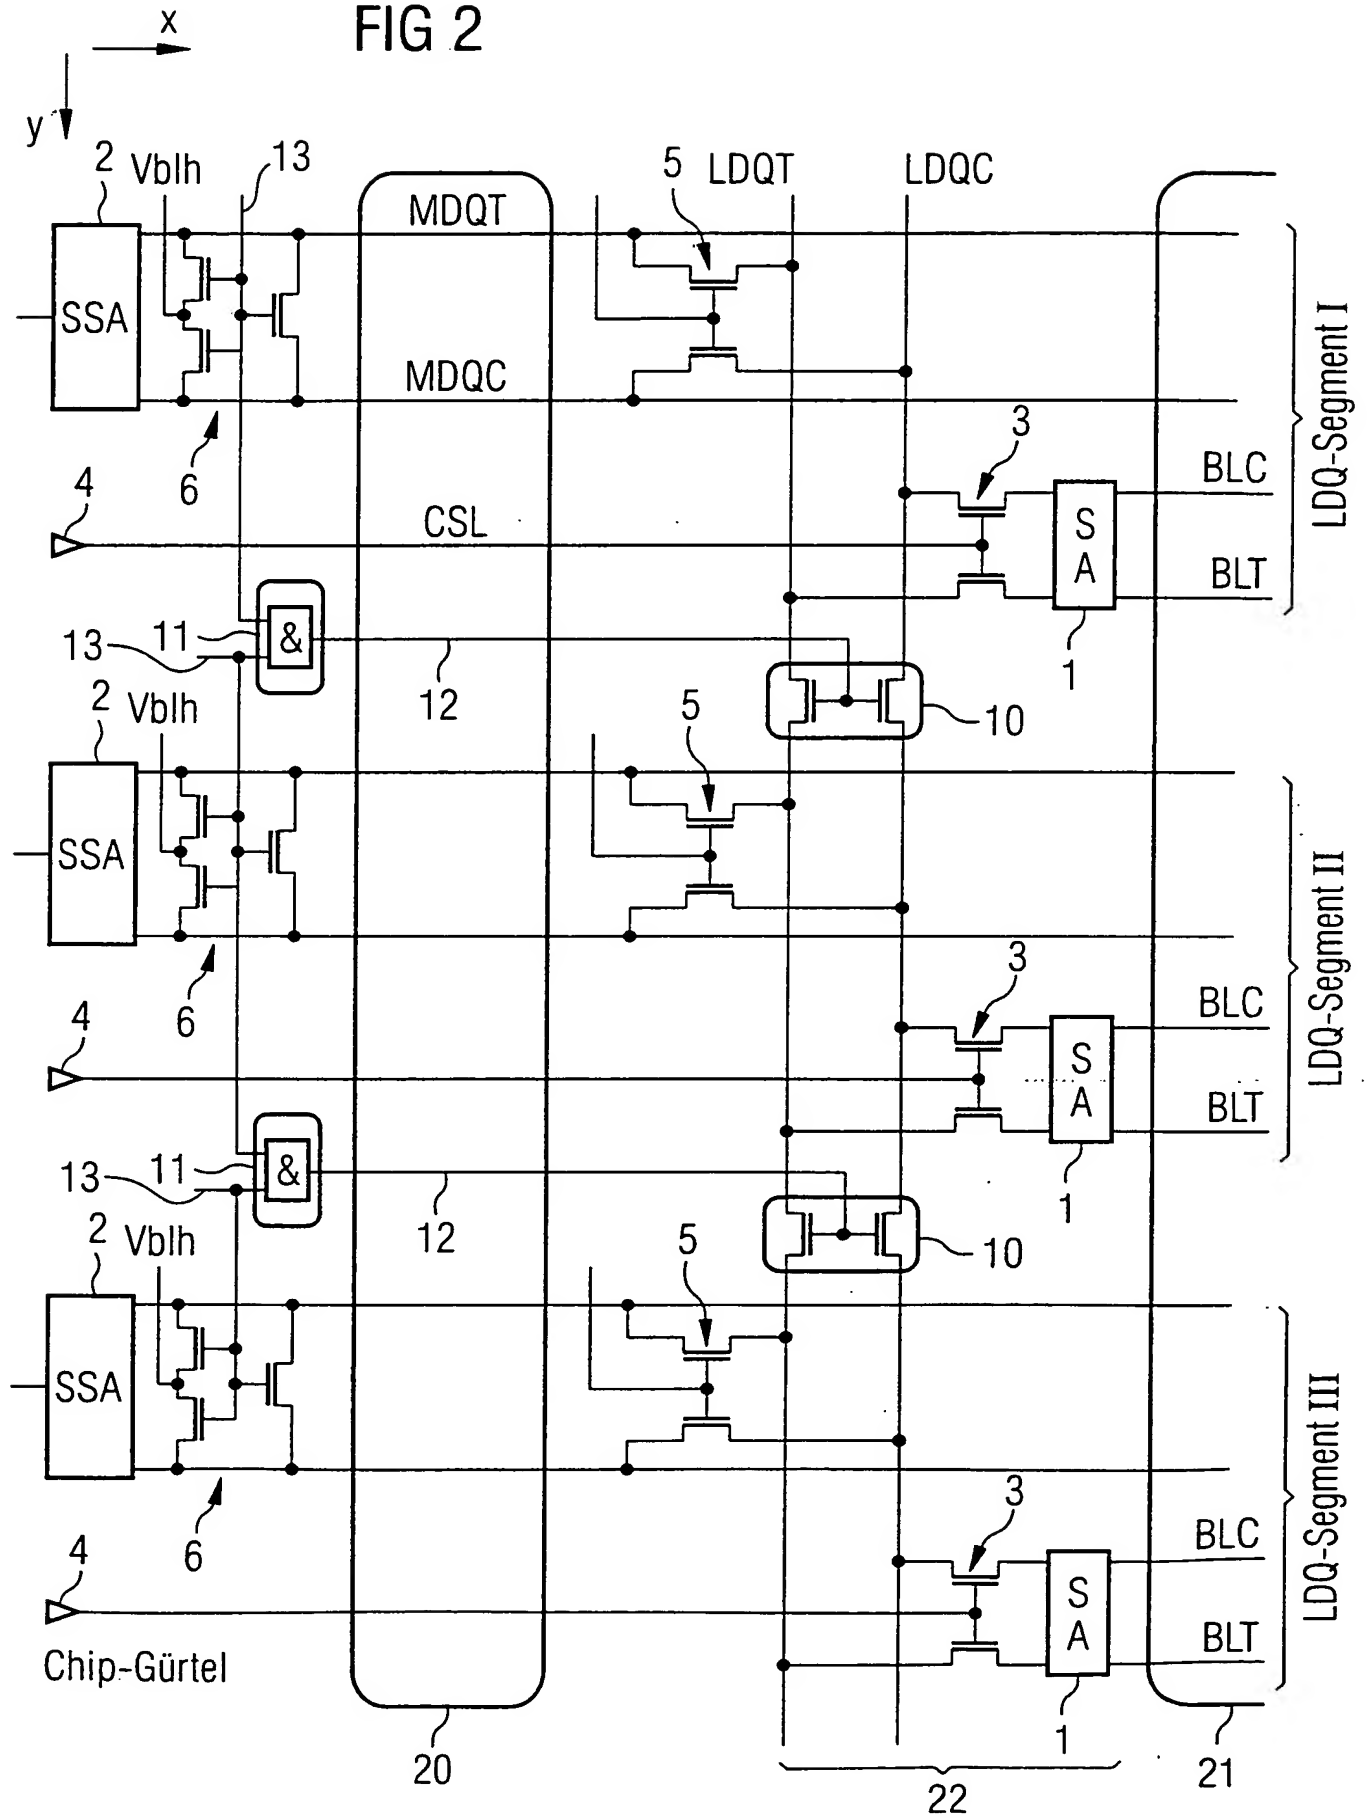 FIG 2
x
y
2 Vblh 13 5 LDQT LDQC
MDQT
SSA
MDQC
6
3
4
CSL
BLC
SA
BLT
LDQ-Segment I
11
&
13
12
1
10
2 Vblh
5
SSA
6
3
4
BLC
SA
BLT
LDQ-Segment II
11
&
13
12
1
10
2 Vblh
5
SSA
6
3
4
BLC
SA
BLT
LDQ-Segment III
Chip-Gürtel
1
20
21
22